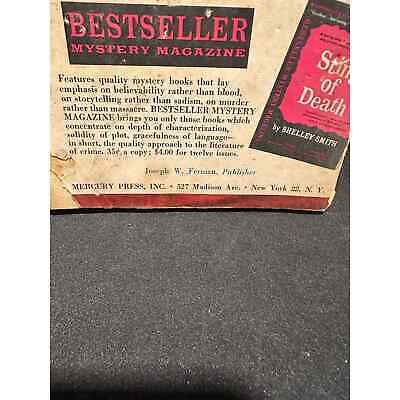 BESTSELLER
MYSTERY MAGAZINE
Features quality mystery books that lay
emphasis on believability rather than blood,
on storytelling rather than sadism, on murder
rather than massacre. BESTSELLER MYSTERY
MAGAZINE brings you only those books which
concentrate on depth of characterization,
solidity of plot, gracefulness of language—
in short, the quality approach to the literature
of crime. 35¢ a copy; $4.00 for twelve issues.
Joseph W. Ferman, Publisher
MERCURY PRESS, INC. • 527 Madison Ave. • New York 22, N. Y.
of
Death
by SHELLEY SMITH